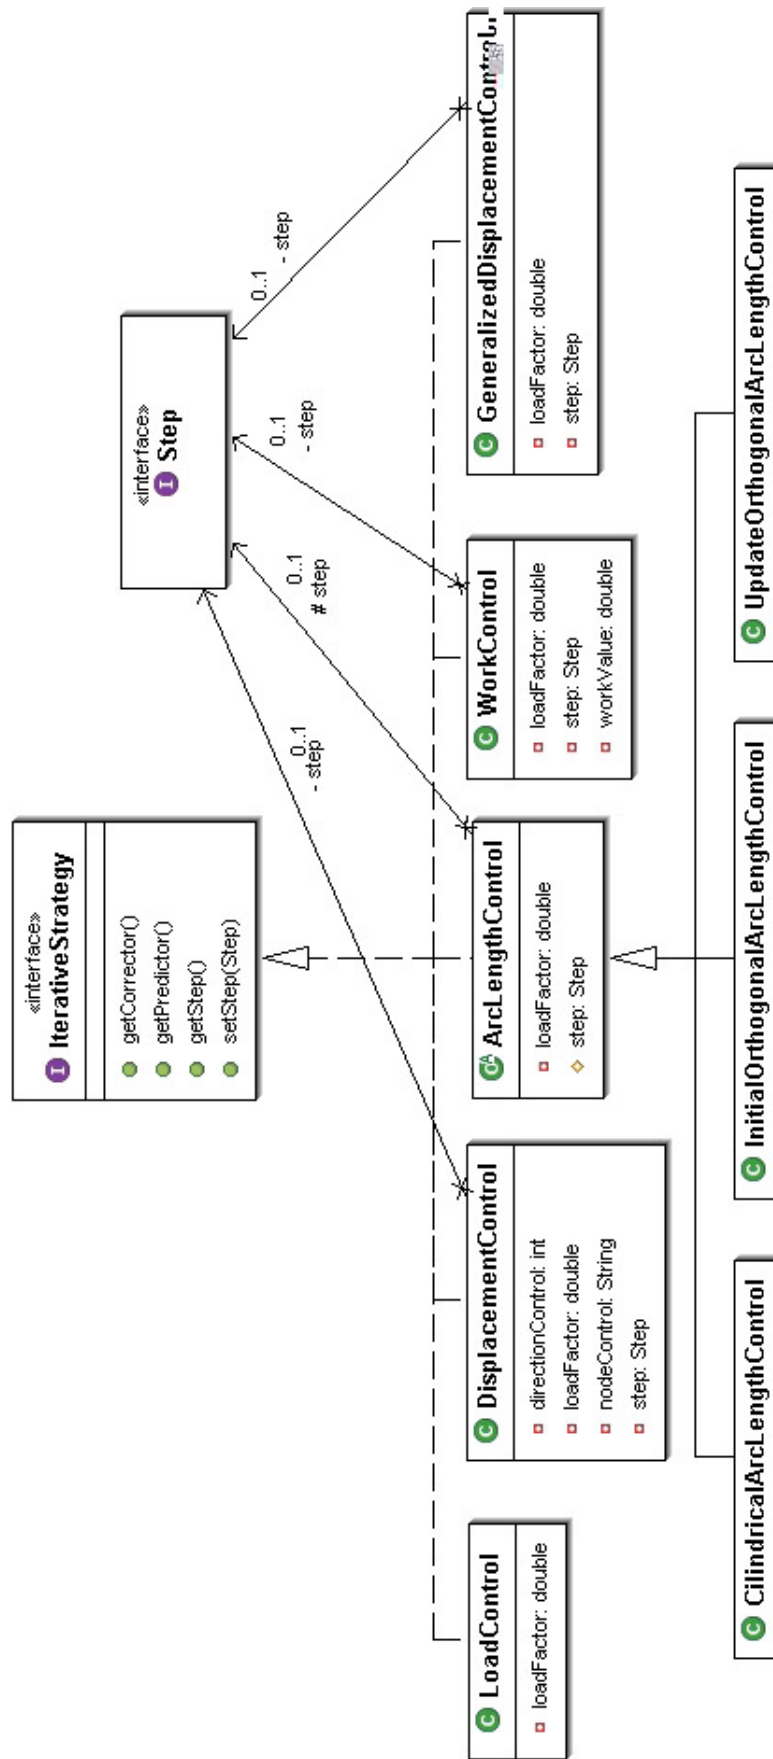 «interface»
I IterativeStrategy
getCorrector()
getPredictor()
getStep()
setStep(Step)
«interface»
I Step
0..1
- step
0..1
# step
0..1
- step
0..1
- step
C LoadControl
loadFactor: double
C DisplacementControl
directionControl: int
loadFactor: double
nodeControl: String
step: Step
ArcLengthControl
loadFactor: double
step: Step
C WorkControl
loadFactor: double
step: Step
workValue: double
C GeneralizedDisplacementControl
loadFactor: double
step: Step
C CilindricalArcLengthControl
C InitialOrthogonalArcLengthControl
C UpdateOrthogonalArcLengthControl